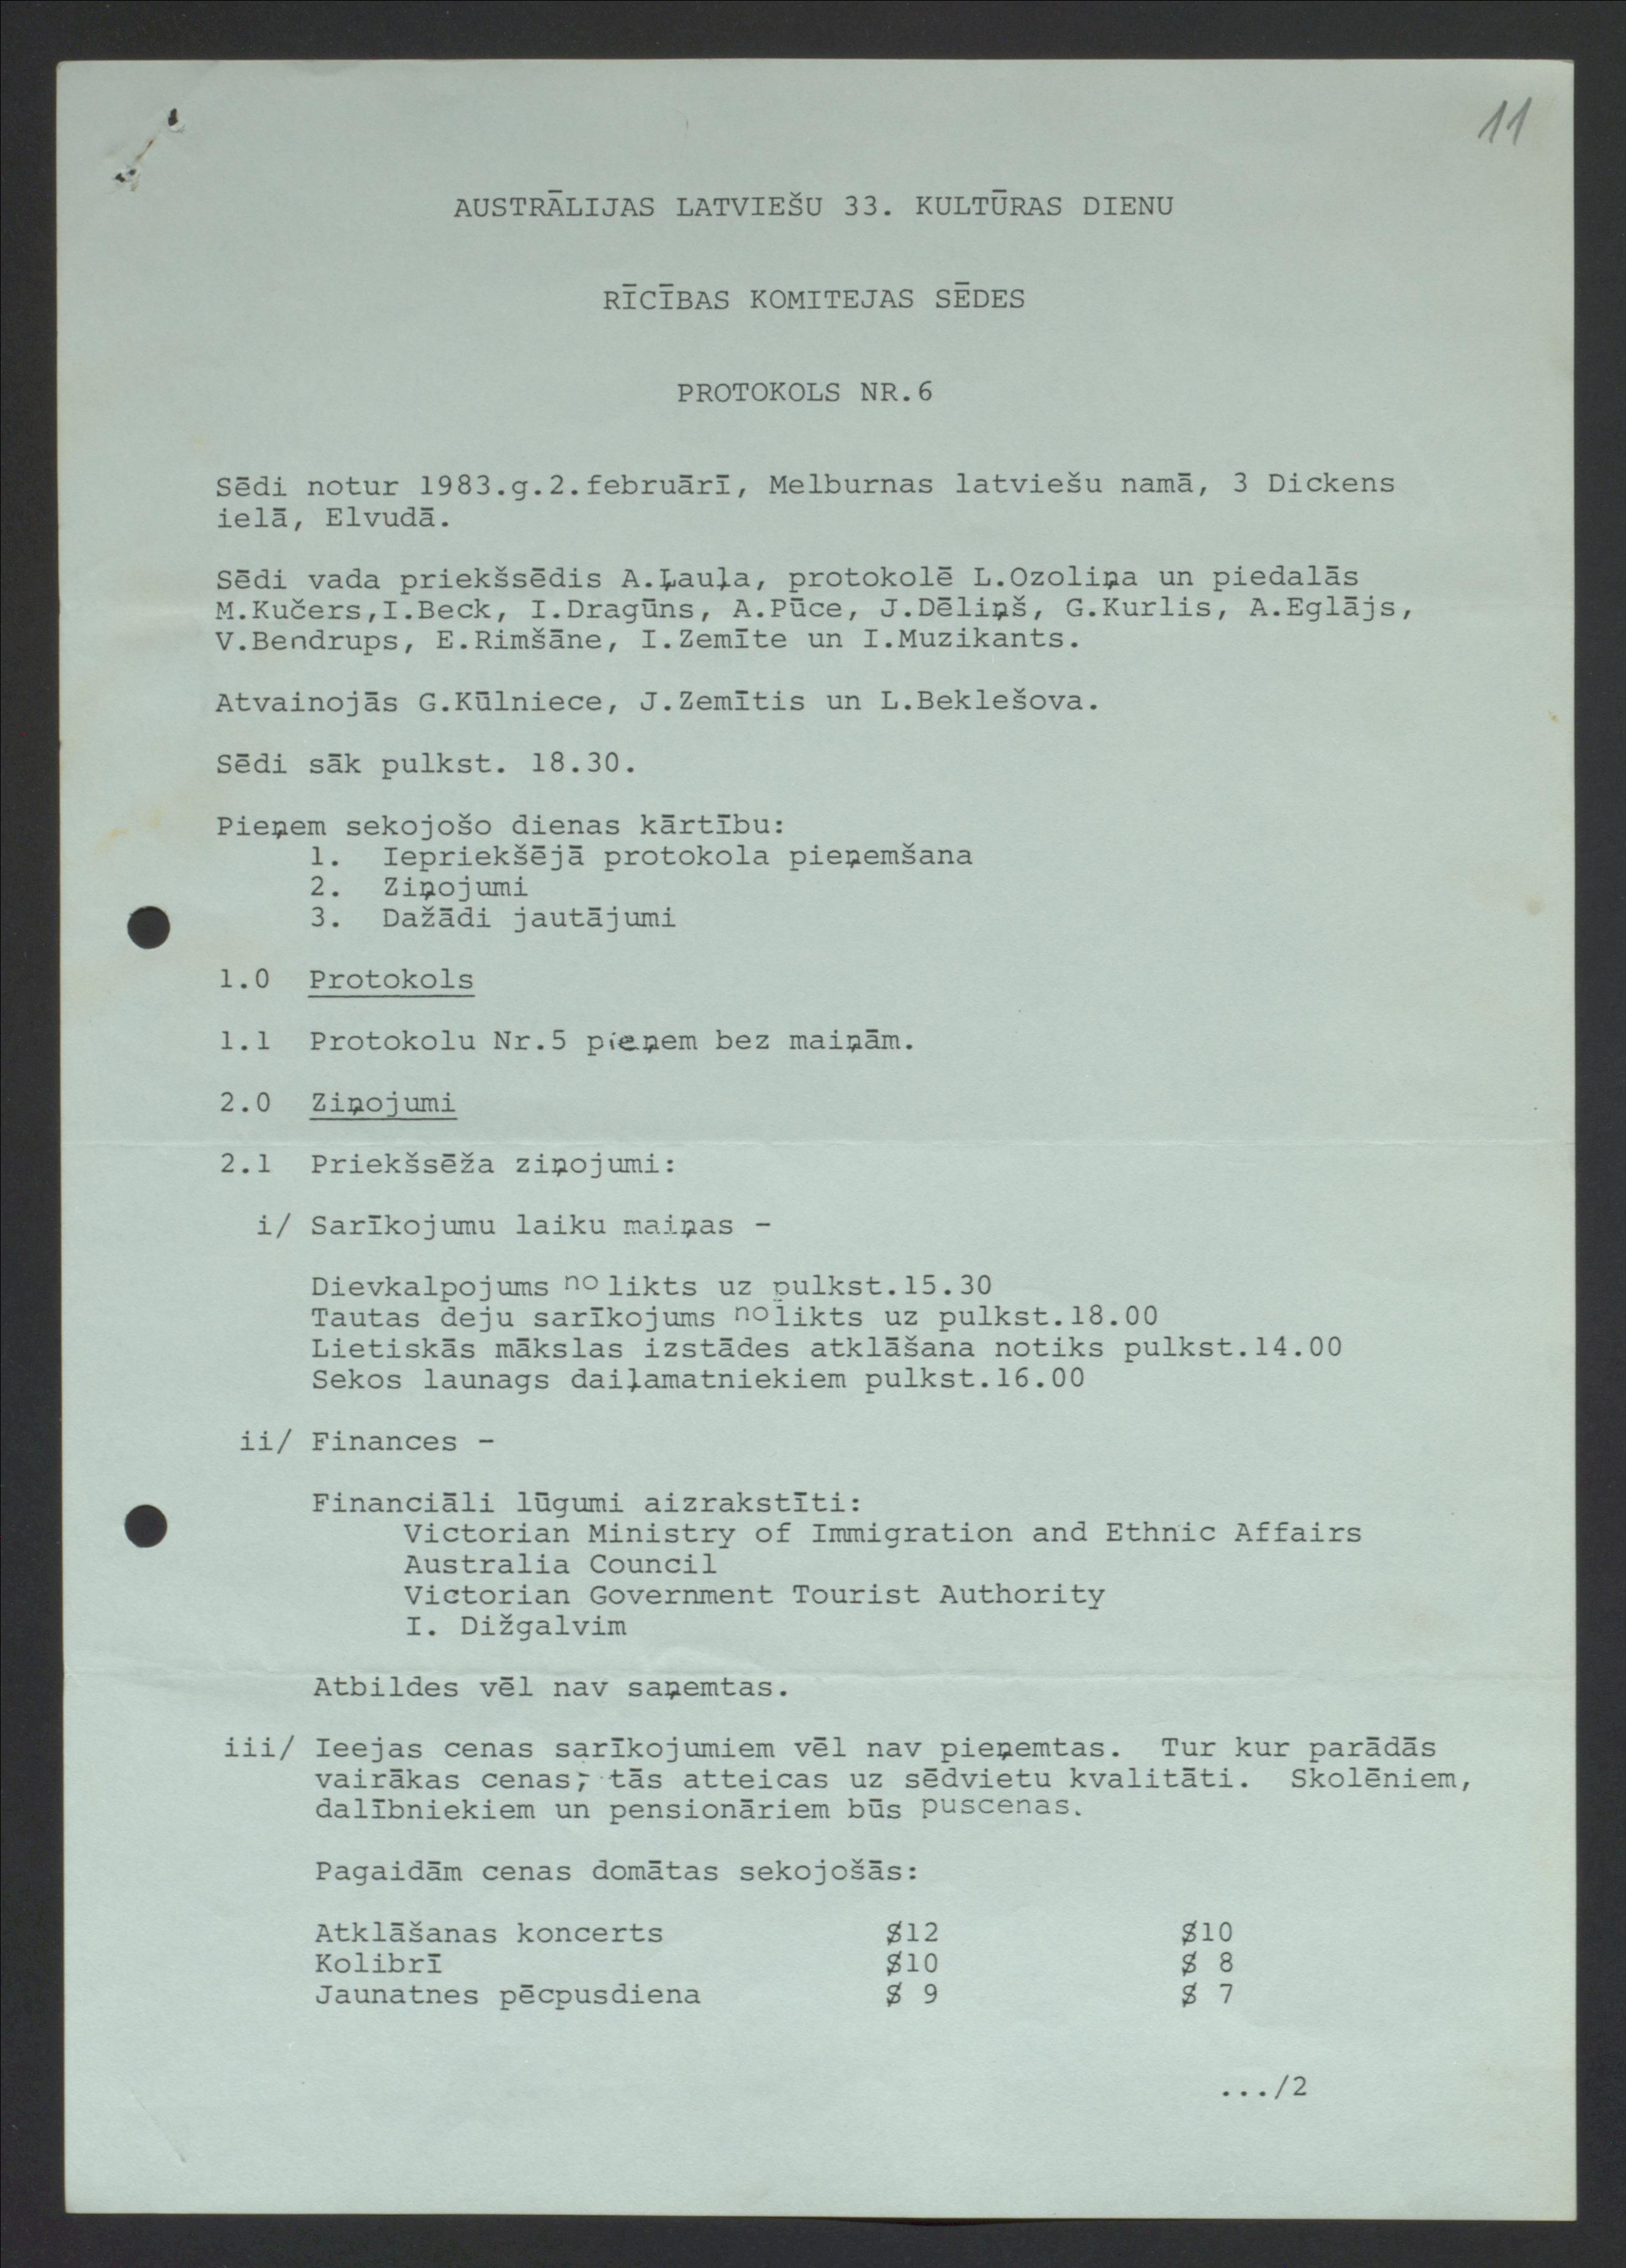 11
AUSTRĀLIJAS LATVIEŠU 33. KULTŪRAS DIENU
RĪCĪBAS KOMITEJAS SĒDES
PROTOKOLS NR.6
Sēdi notur 1983.g.2.februārī, Melburnas latviešu namā, 3 Dickens
ielā, Elvudā.
Sēdi vada priekšsēdis A.Ļauļa, protokolē L.Ozoliņa un piedalās
M.Kučers,I.Beck, I.Dragūns, A.Pūce, J.Dēliņš, G.Kurlis, A.Eglājs,
V.Bendrups, E.Rimšāne, I.Zemīte un I.Muzikants.
Atvainojās G.Kūlniece, J.Zemītis un L.Beklešova.
Sēdi sāk pulkst. 18.30.
Pieņem sekojošo dienas kārtību:
1. Iepriekšējā protokola pieņemšana
2. Ziņojumi
3. Dažādi jautājumi
1.0 Protokols
1.1 Protokolu Nr.5 pieņem bez maiņām.
2.0 Ziņojumi
2.1 Priekšsēža ziņojumi:
i/ Sarīkojumu laiku maiņas -
Dievkalpojums nolikts uz pulkst.15.30
Tautas deju sarīkojums nolikts uz pulkst.18.00
Lietiskās mākslas izstādes atklāšana notiks pulkst.14.00
Sekos launags daiļamatniekiem pulkst.16.00
ii/ Finances -
Financiāli lūgumi aizrakstīti:
Victorian Ministry of Immigration and Ethnic Affairs
Australia Council
Victorian Government Tourist Authority
I. Dižgalvim
Atbildes vēl nav saņemtas.
iii/ Ieejas cenas sarīkojumiem vēl nav pieņemtas. Tur kur parādās
vairākas cenas; tās atteicas uz sēdvietu kvalitāti. Skolēniem,
dalībniekiem un pensionāriem būs puscenas.
Pagaidām cenas domātas sekojošās:
Atklāšanas koncerts $12 $10
Kolibrī $10 $ 8
Jaunatnes pēcpusdiena $ 9 $ 7
.../2